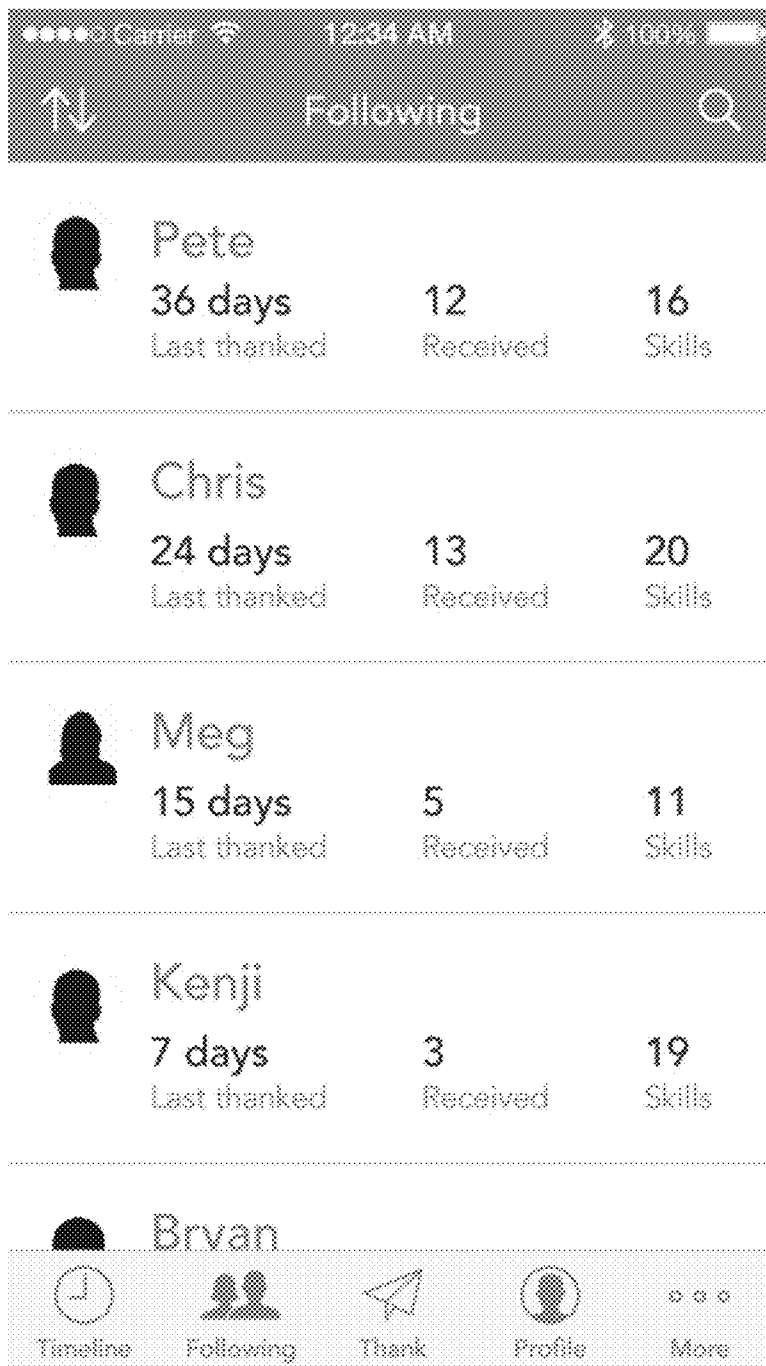 Carrier 12:34 AM 100%
Following
Pete
36 days 12 16
Last thanked Received Skills
Chris
24 days 13 20
Last thanked Received Skills
Meg
15 days 5 11
Last thanked Received Skills
Kenji
7 days 3 19
Last thanked Received Skills
Bryan
Timeline Following Thank Profile More